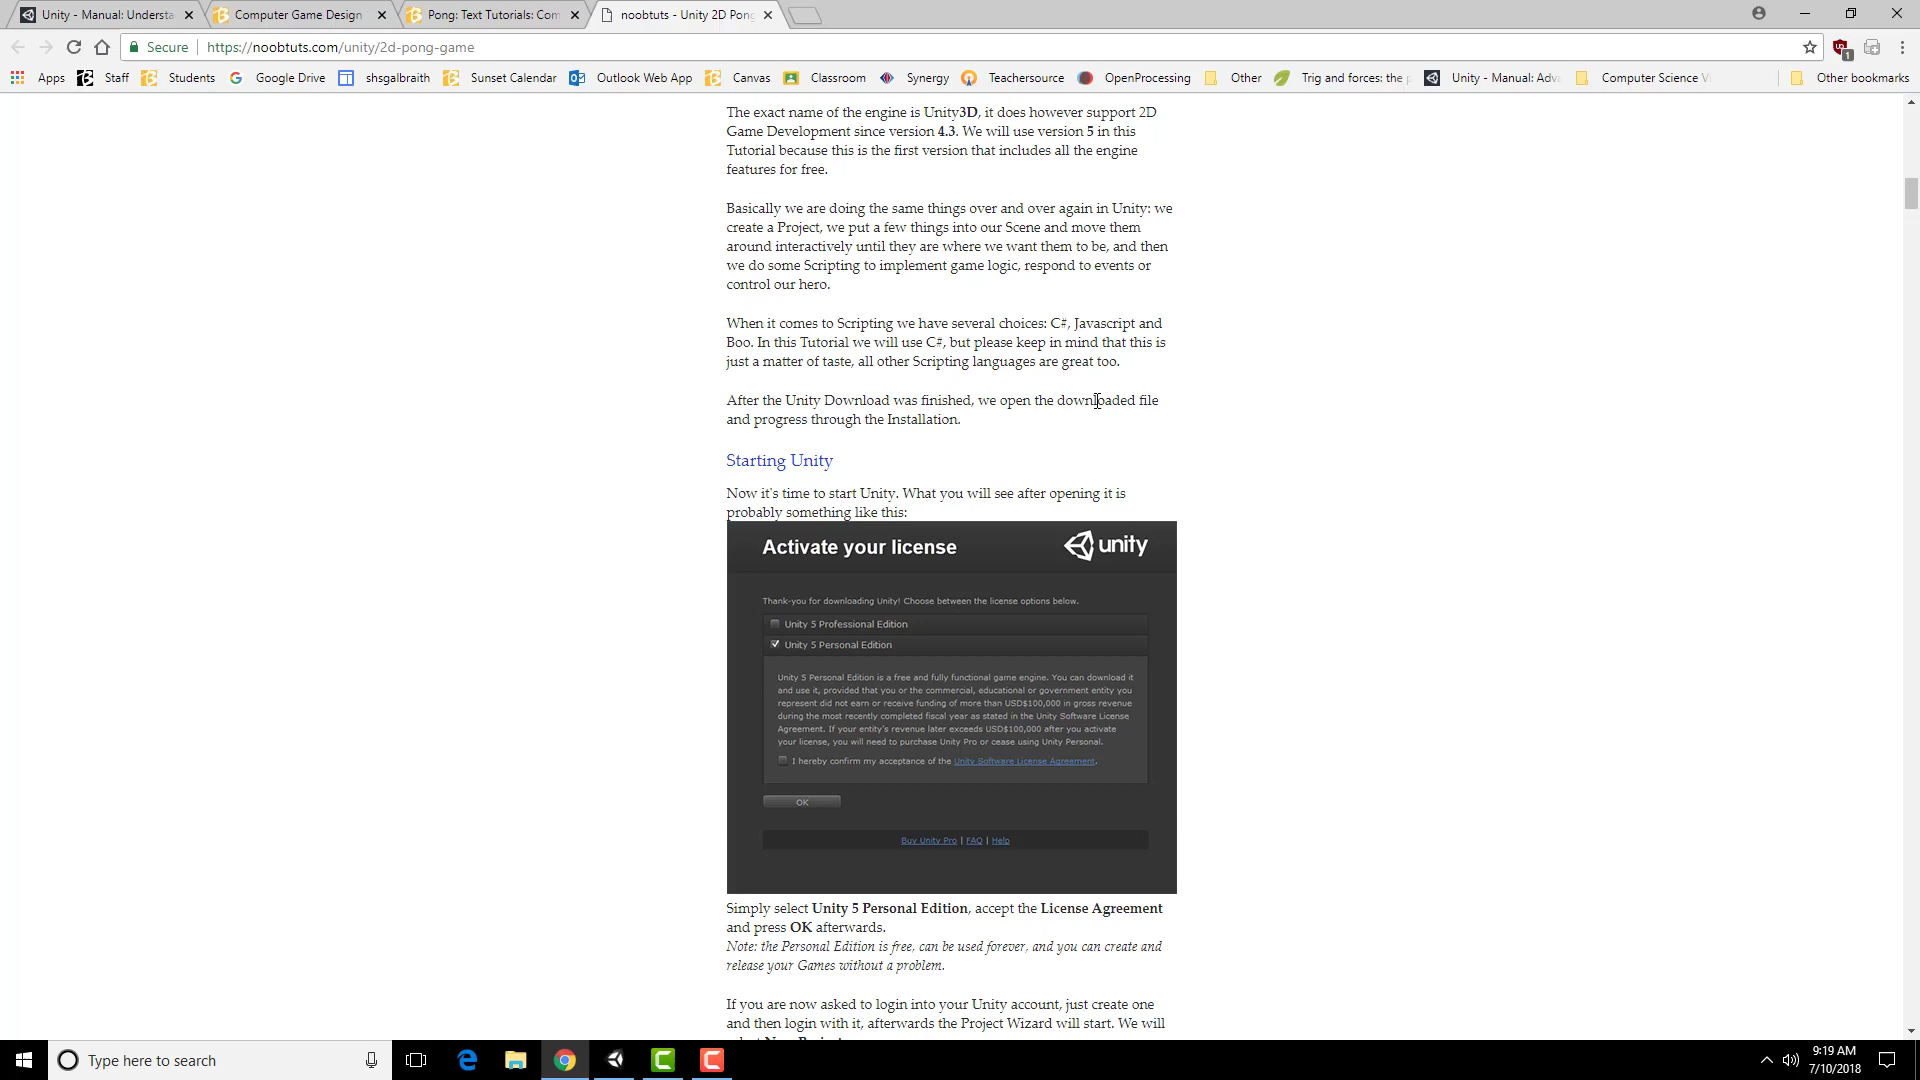 Unity - Manual: Understa
Computer Game Design
Pong: Text Tutorials: Com
noobtuts - Unity 2D Pong
Secure
https://noobtuts.com/unity/2d-pong-game
Apps
Staff
Students
Google Drive
shsgalbraith
Sunset Calendar
Outlook Web App
Canvas
Classroom
Synergy
Teachersource
OpenProcessing
Other
Trig and forces: the p
Unity - Manual: Adva
Computer Science Vi
Other bookmarks
The exact name of the engine is Unity3D, it does however support 2D
Game Development since version 4.3. We will use version 5 in this
Tutorial because this is the first version that includes all the engine
features for free.
Basically we are doing the same things over and over again in Unity: we
create a Project, we put a few things into our Scene and move them
around interactively until they are where we want them to be, and then
we do some Scripting to implement game logic, respond to events or
control our hero.
When it comes to Scripting we have several choices: C#, Javascript and
Boo. In this Tutorial we will use C#, but please keep in mind that this is
just a matter of taste, all other Scripting languages are great too.
After the Unity Download was finished, we open the downloaded file
and progress through the Installation.
Starting Unity
Now it's time to start Unity. What you will see after opening it is
probably something like this:
Activate your license
unity
Thank-you for downloading Unity! Choose between the license options below.
Unity 5 Professional Edition
Unity 5 Personal Edition
Unity 5 Personal Edition is a free and fully functional game engine. You can download it
and use it, provided that you or the commercial, educational or government entity you
represent did not earn or receive funding of more than USD$100,000 in gross revenue
during the most recently completed fiscal year as stated in the Unity Software License
Agreement. If your entity's revenue later exceeds USD$100,000 after you activate
your license, you will need to purchase Unity Pro or cease using Unity Personal.
I hereby confirm my acceptance of the Unity Software License Agreement.
OK
Buy Unity Pro | FAQ | Help
Simply select Unity 5 Personal Edition, accept the License Agreement
and press OK afterwards.
Note: the Personal Edition is free, can be used forever, and you can create and
release your Games without a problem.
If you are now asked to login into your Unity account, just create one
and then login with it, afterwards the Project Wizard will start. We will
Type here to search
9:19 AM
7/10/2018